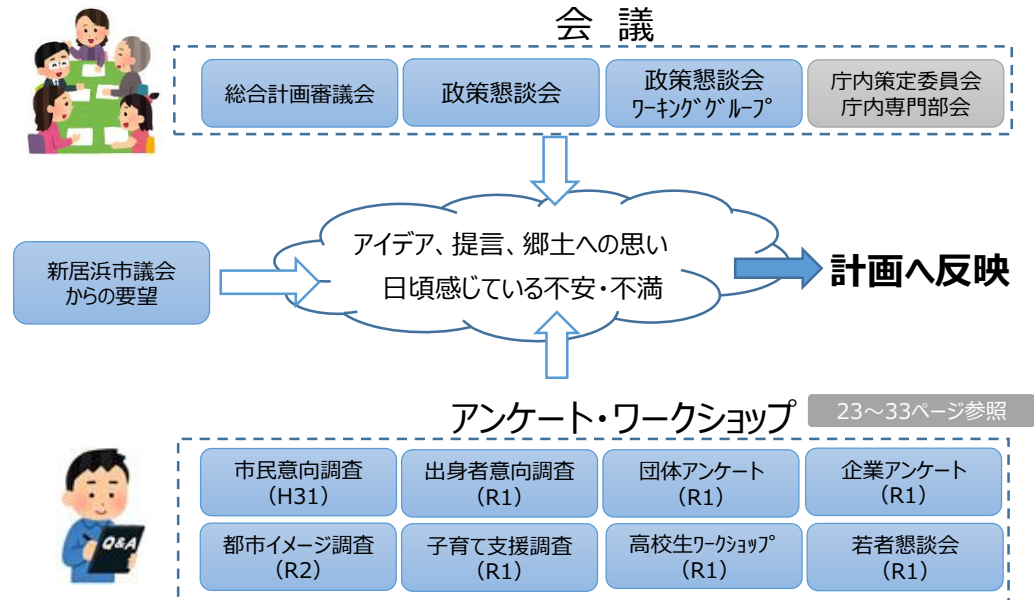 会 議
総合計画審議会
政策懇談会
政策懇談会
ﾜｰｷﾝｸﾞｸﾞﾙｰﾌﾟ
庁内策定委員会
庁内専門部会
アイデア、提言、郷土への思い
日頃感じている不安・不満
新居浜市議会
からの要望
計画へ反映
アンケート・ワークショップ
23～33ページ参照
市民意向調査
（H31）
出身者意向調査
（R1）
団体アンケート
（R1）
企業アンケート
（R1）
Q&A
都市イメージ調査
（R2）
子育て支援調査
（R1）
高校生ﾜｰｸｼｮｯﾌﾟ
（R1）
若者懇談会
（R1）